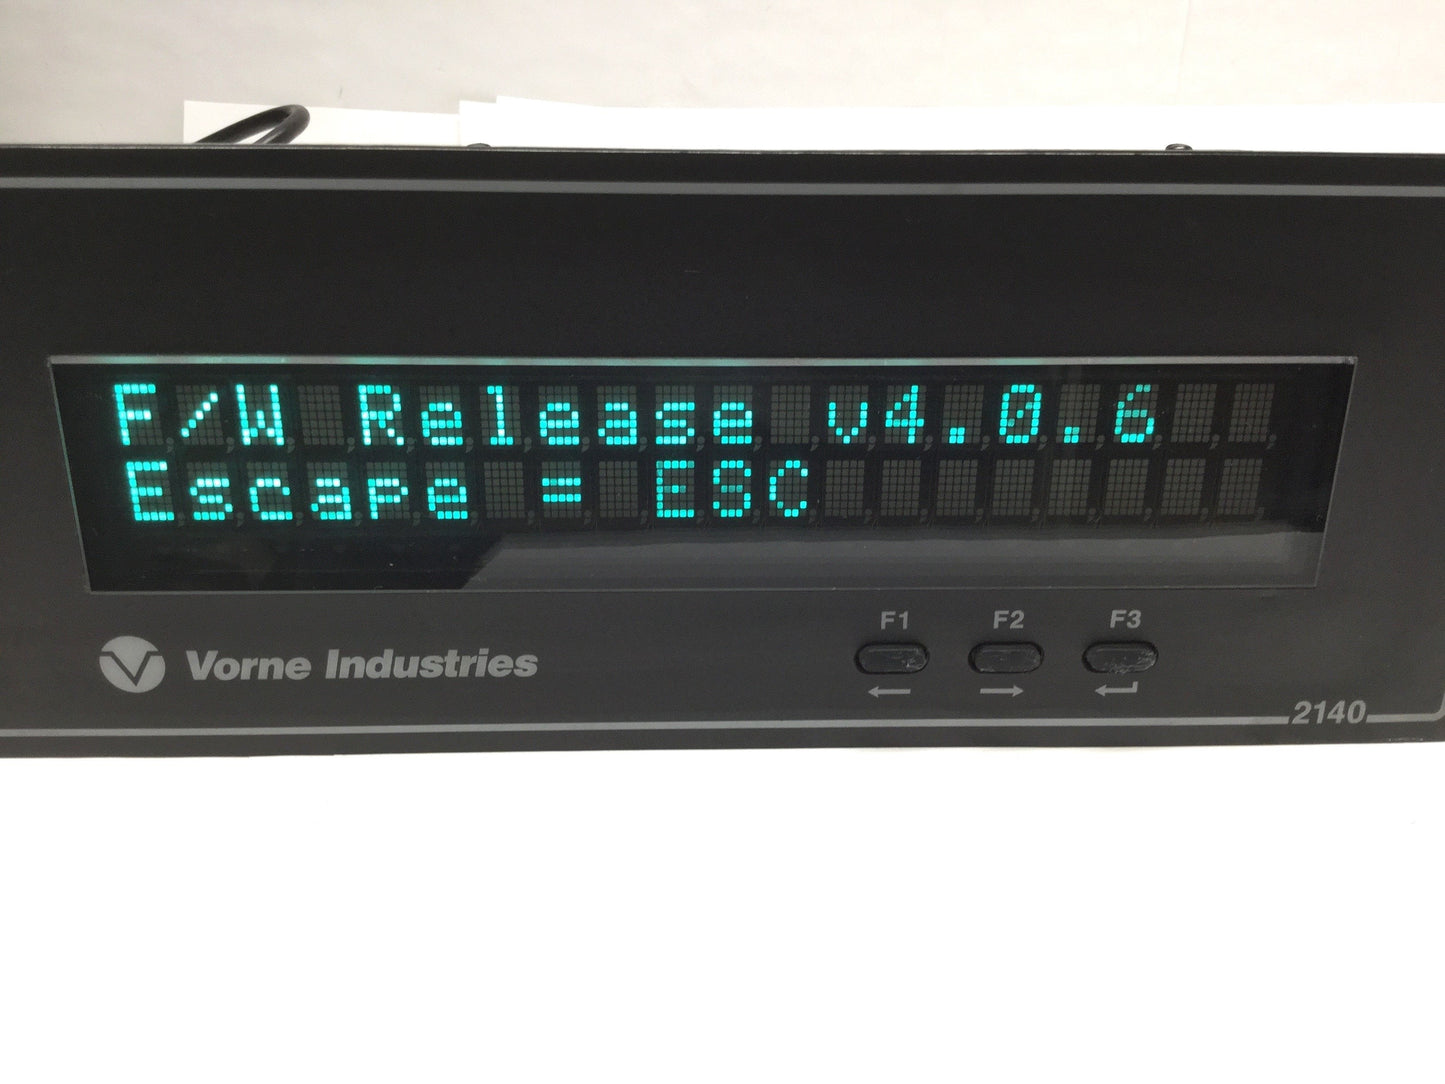 F/W Release v4.0.6
Escape = ESC
F1 F2 F3
Vorne Industries
2140